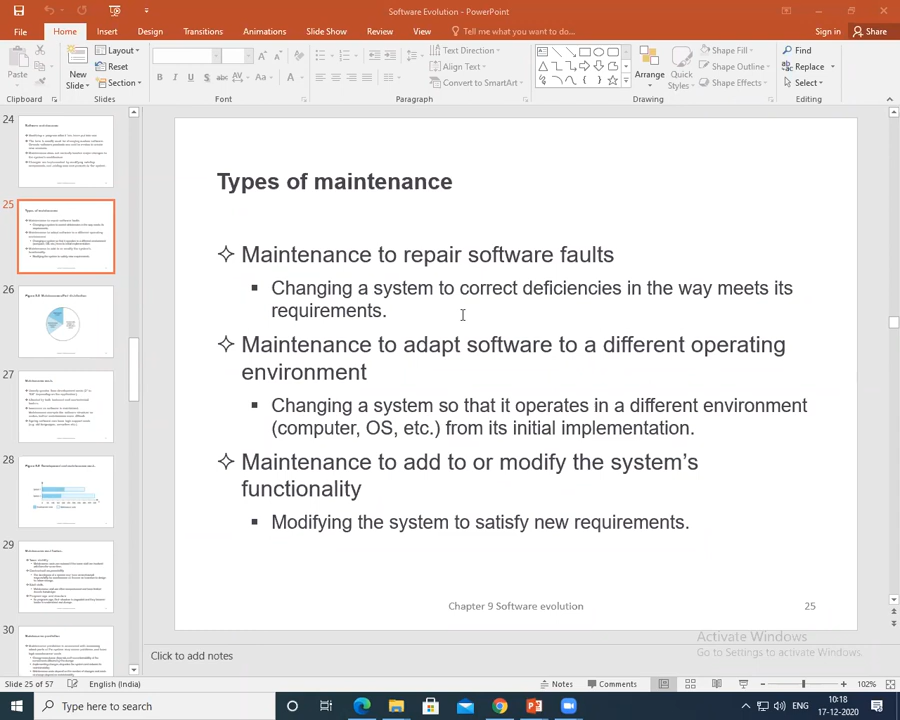 Software Evolution - PowerPoint
File Home Insert Design Transitions Animations Slide Show Review View Tell me what you want to do... Sign in Share
Paste
New Slide
Layout
Reset
Section
Text Direction
Align Text
Convert to SmartArt
Arrange
Quick Styles
Shape Fill
Shape Outline
Shape Effects
Find
Replace
Select
Clipboard Slides Font Paragraph Drawing Editing
24
25
26
27
28
29
30
Types of maintenance
Maintenance to repair software faults
Changing a system to correct deficiencies in the way meets its
requirements.
Maintenance to adapt software to a different operating
environment
Changing a system so that it operates in a different environment
(computer, OS, etc.) from its initial implementation.
Maintenance to add to or modify the system's
functionality
Modifying the system to satisfy new requirements.
Chapter 9 Software evolution 25
Activate Windows
Go to Settings to activate Windows.
Click to add notes
Slide 25 of 57 English (India) Notes Comments 102%
Type here to search
ENG
10:18
17-12-2020